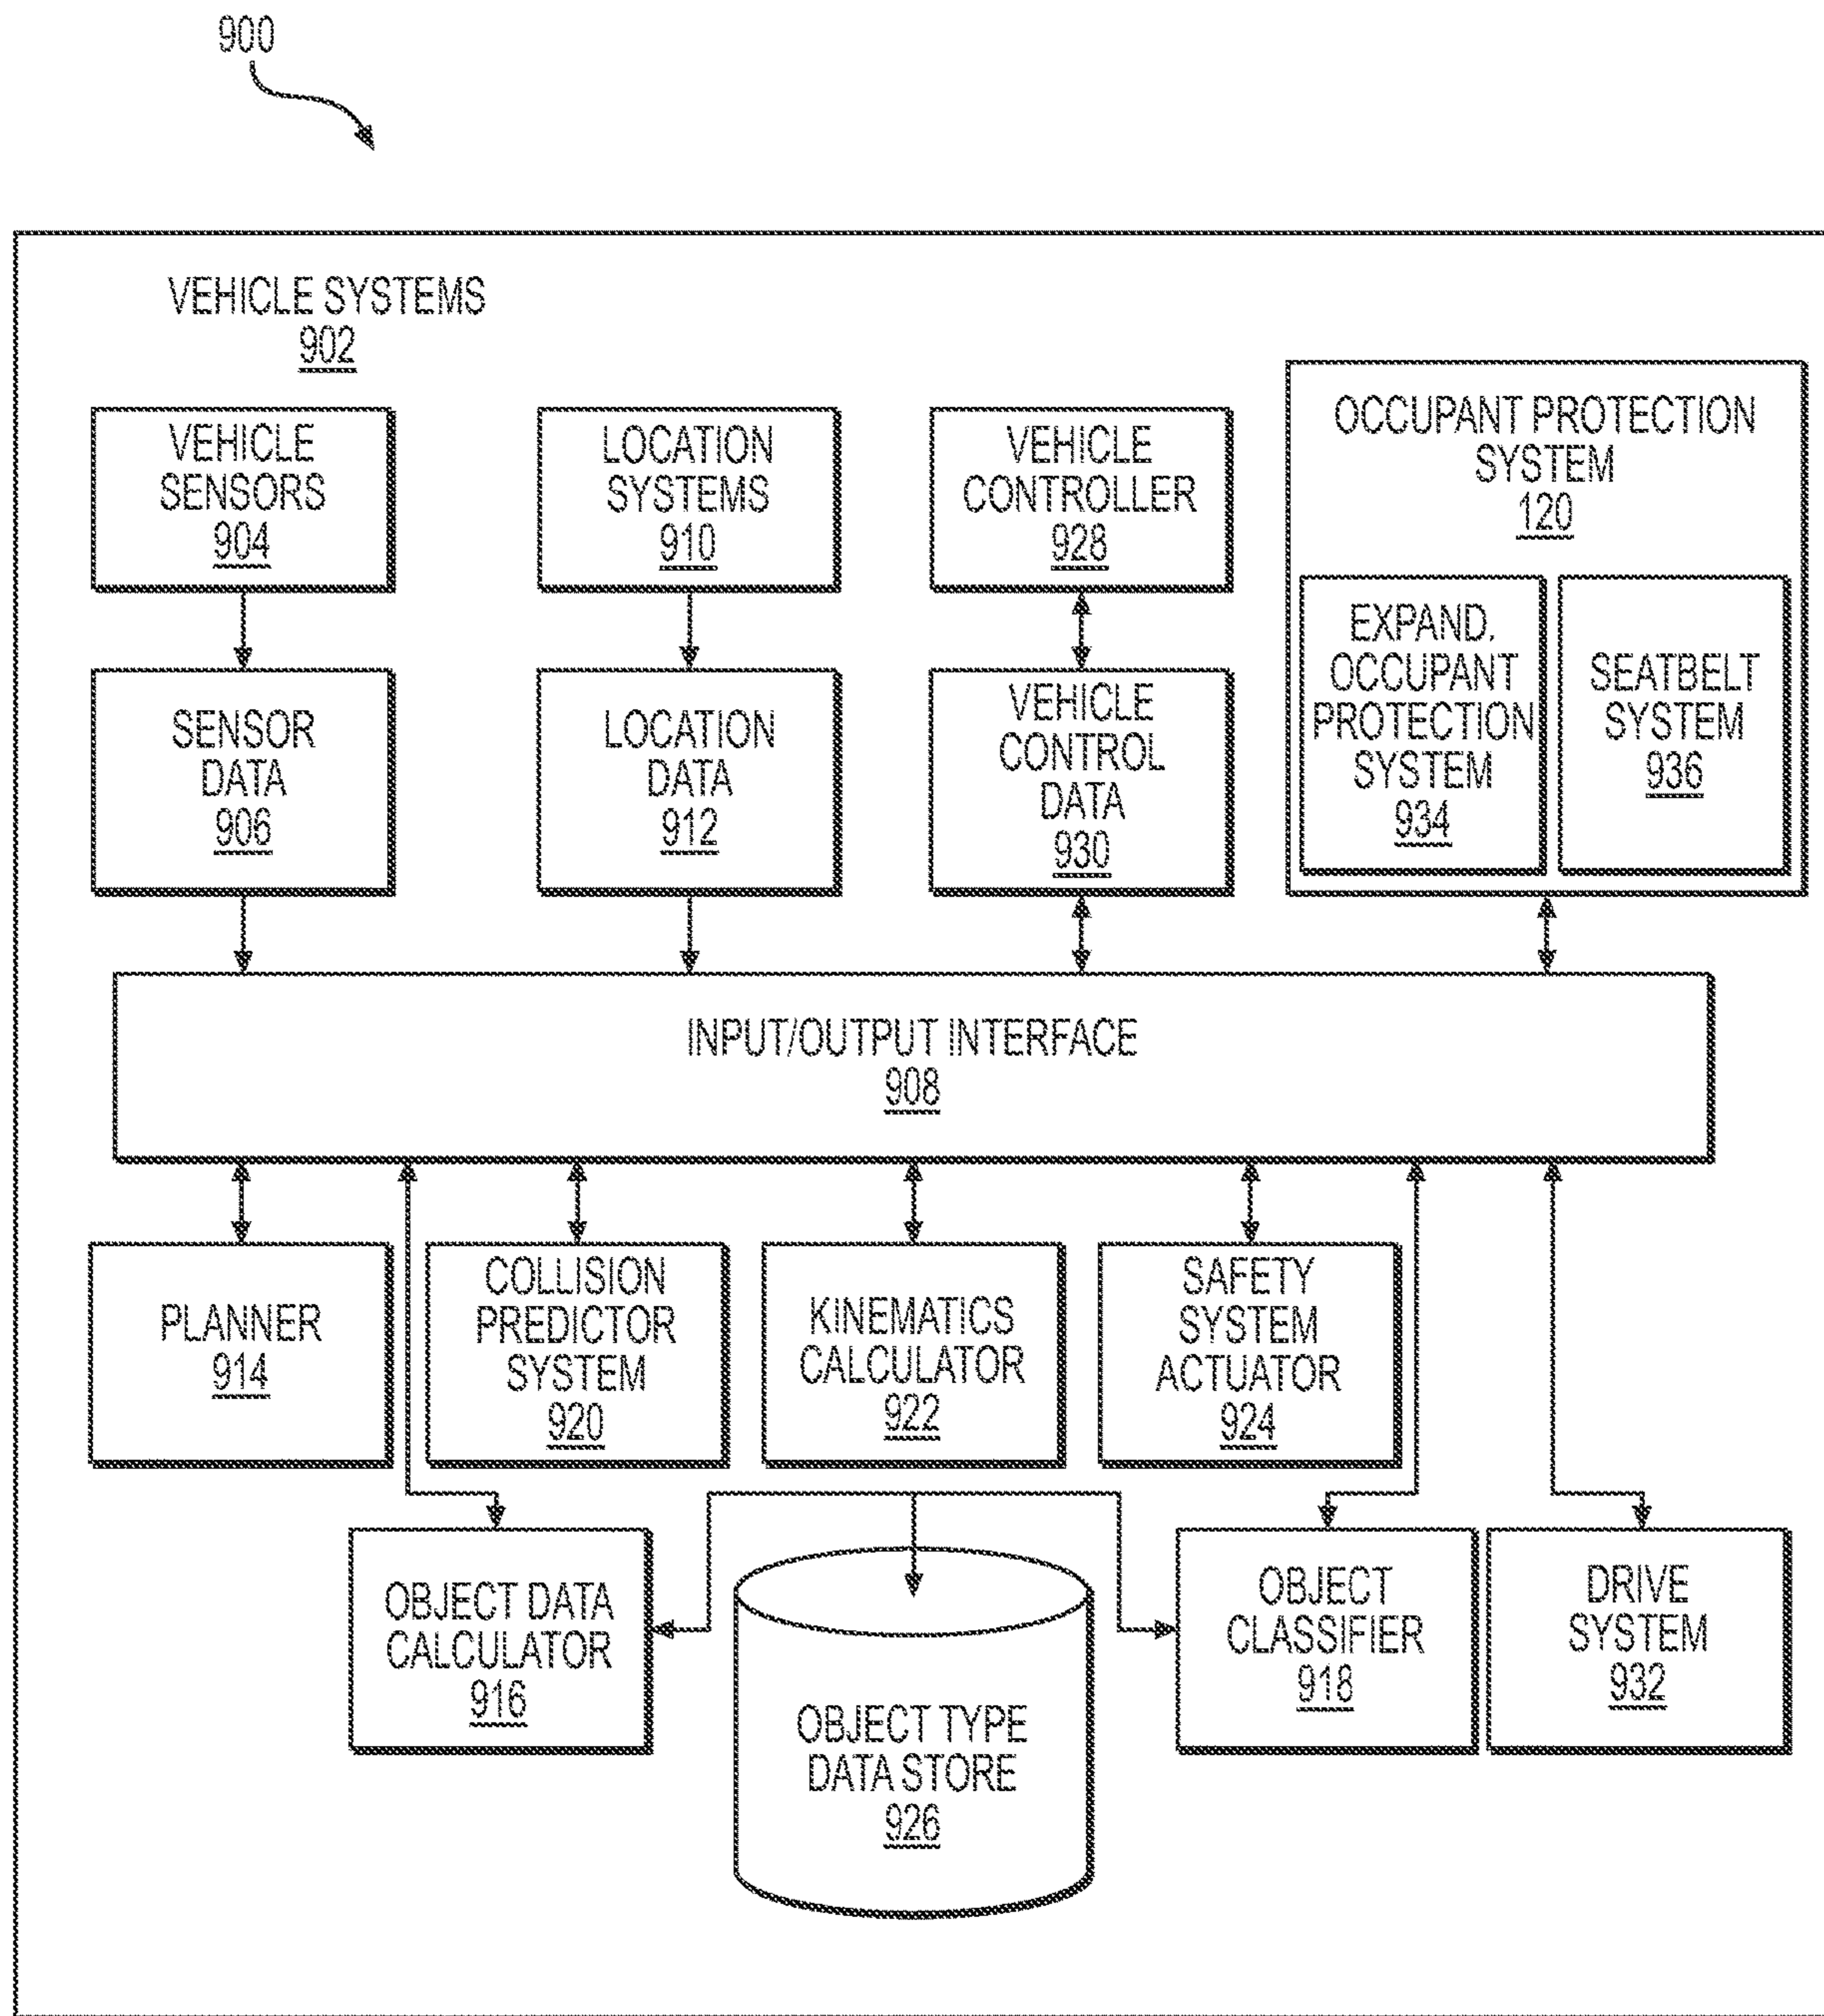 900
VEHICLE SYSTEMS
902
VEHICLE
SENSORS
904
LOCATION
SYSTEMS
910
VEHICLE
CONTROLLER
928
OCCUPANT PROTECTION
SYSTEM
120
EXPAND.
OCCUPANT
PROTECTION
SYSTEM
934
SEATBELT
SYSTEM
936
SENSOR
DATA
906
LOCATION
DATA
912
VEHICLE
CONTROL
DATA
930
INPUT/OUTPUT INTERFACE
908
PLANNER
914
COLLISION
PREDICTOR
SYSTEM
920
KINEMATICS
CALCULATOR
922
SAFETY
SYSTEM
ACTUATOR
924
OBJECT DATA
CALCULATOR
916
OBJECT TYPE
DATA STORE
926
OBJECT
CLASSIFIER
918
DRIVE
SYSTEM
932